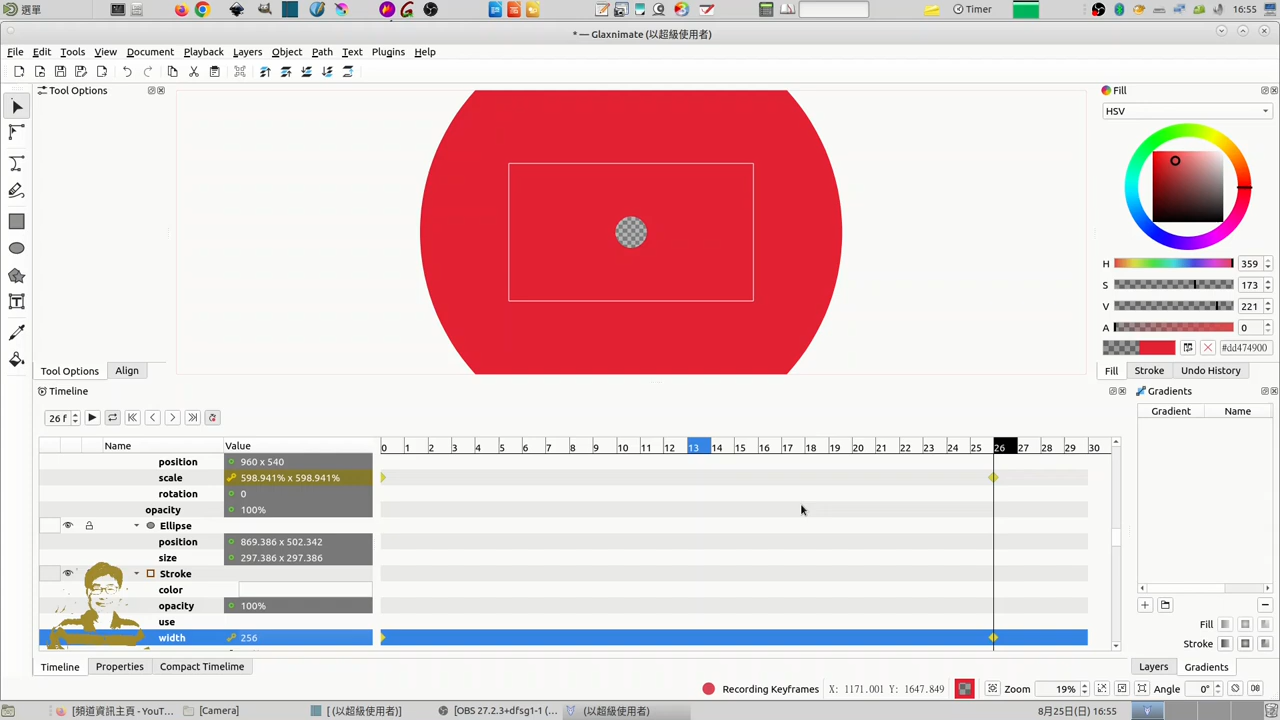 選單
Timer
16:55
* — Glaxnimate (以超級使用者)
File Edit Tools View Document Playback Layers Object Path Text Plugins Help
Tool Options
Fill
HSV
H 359
S 173
V 221
A 0
#dd474900
Tool Options Align
Fill Stroke Undo History
Timeline
Gradients
26 f
Gradient Name
Name Value 0 1 2 3 4 5 6 7 8 9 10 11 12 13 14 15 16 17 18 19 20 21 22 23 24 25 26 27 28 29 30
position 960 x 540
scale 598.941% x 598.941%
rotation 0
opacity 100%
Ellipse
position 869.386 x 502.342
size 297.386 x 297.386
Stroke
color
opacity 100%
use
width 256
Fill
Stroke
Timeline Properties Compact Timeline
Layers Gradients
Recording Keyframes X: 1171.001 Y: 1647.849 Zoom 19% Angle 0°
[頻道資訊主頁 - YouT... [Camera] [ (以超級使用者)] [OBS 27.2.3+dfsg1-1 (... (以超級使用者) 8月25日(日) 16:55